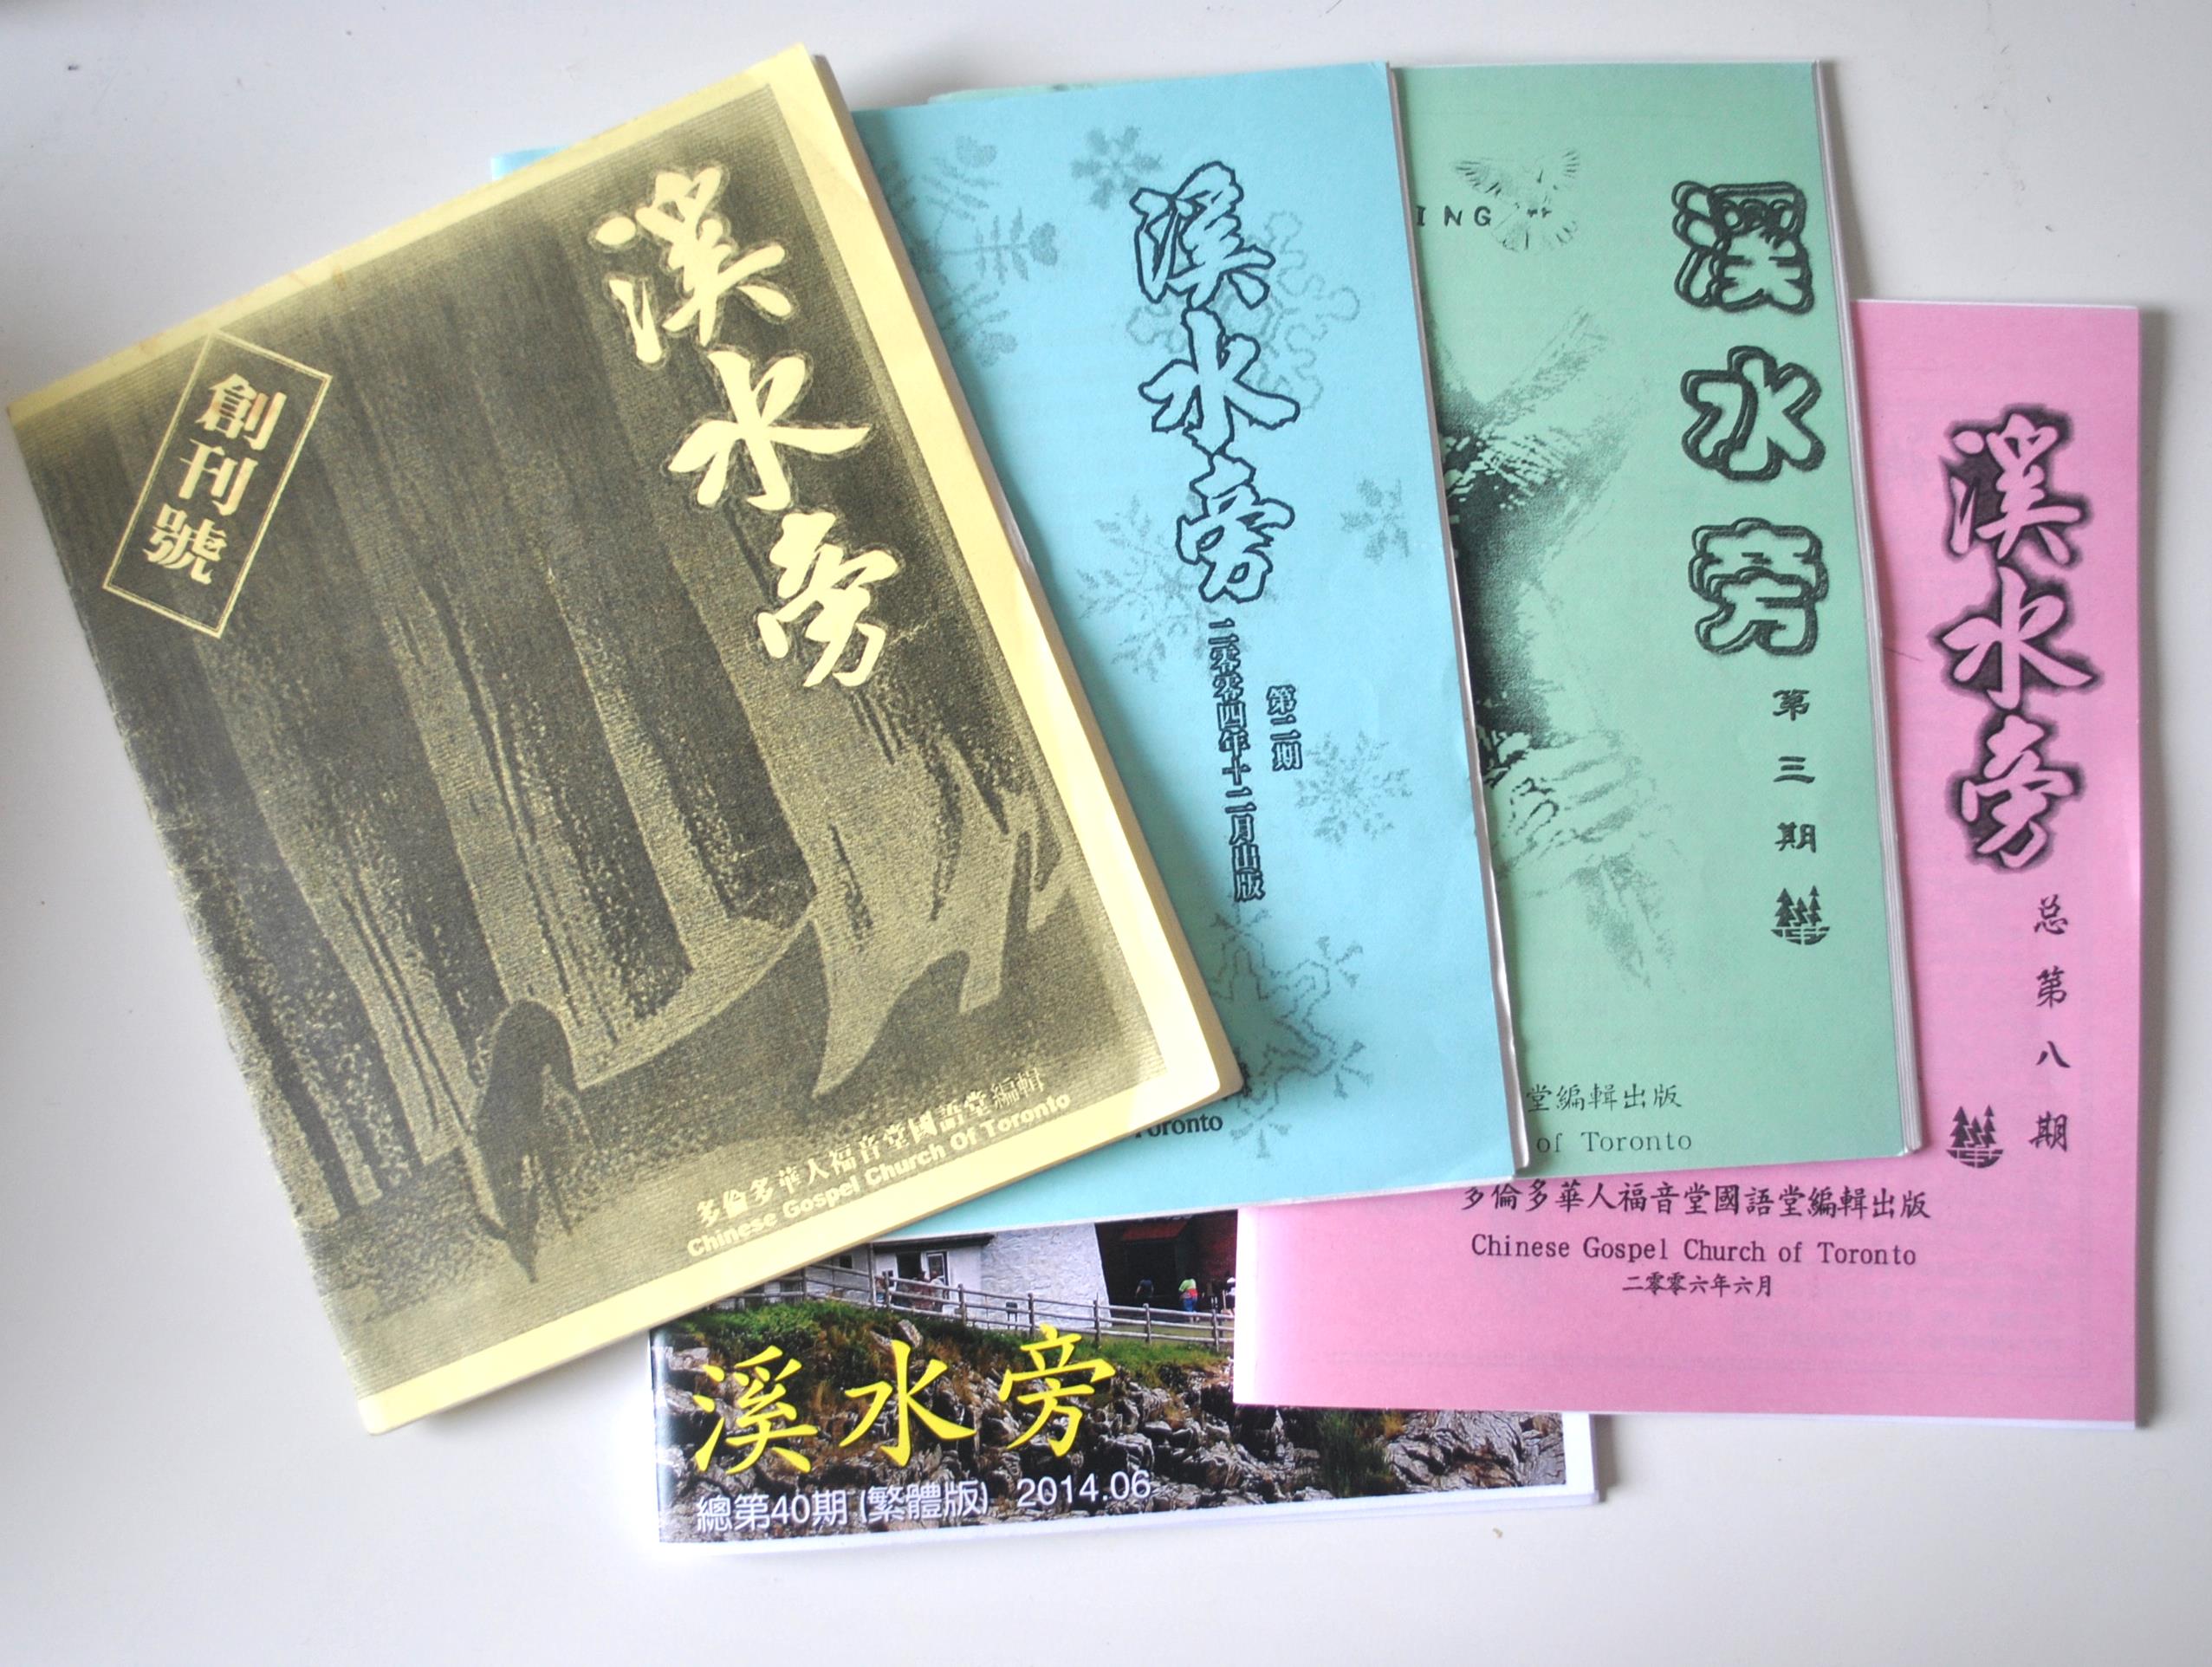 溪水旁
創刊號
多倫多華人福音堂國語堂編輯
Chinese Gospel Church Of Toronto
溪水旁
第二期
二零零四年十二月出版
Toronto
ING
溪水旁
第三期
堂編輯出版
of Toronto
溪水旁
总第八期
多倫多華人福音堂國語堂編輯出版
Chinese Gospel Church of Toronto
二零零六年六月
溪水旁
總第40期 (繁體版) 2014.06